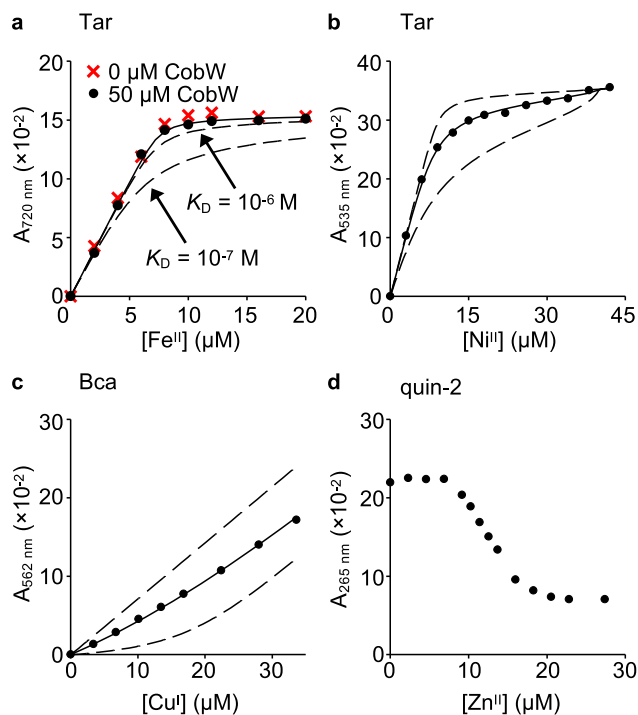 a Tar
A720 nm (×10-2)
20
15
10
5
0
0 µM CobW
50 µM CobW
KD = 10-6 M
KD = 10-7 M
0 5 10 15 20
[FeII] (µM)
b Tar
A535 nm (×10-2)
40
30
20
10
0
0 15 30 45
[NiII] (µM)
c Bca
A562 nm (×10-2)
30
20
10
0
0 10 20 30
[CuI] (µM)
d quin-2
A265 nm (×10-2)
30
20
10
0
0 10 20 30
[ZnII] (µM)